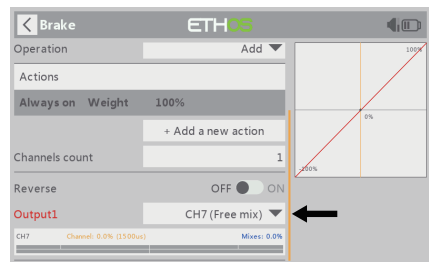 Brake
ETHOS
Operation
Add
Actions
Always on Weight 100%
+ Add a new action
Channels count
1
Reverse
OFF ON
Output1
CH7 (Free mix)
CH7 Channel: 0.0% (1500us) Mixes: 0.0%
100%
0%
-100%